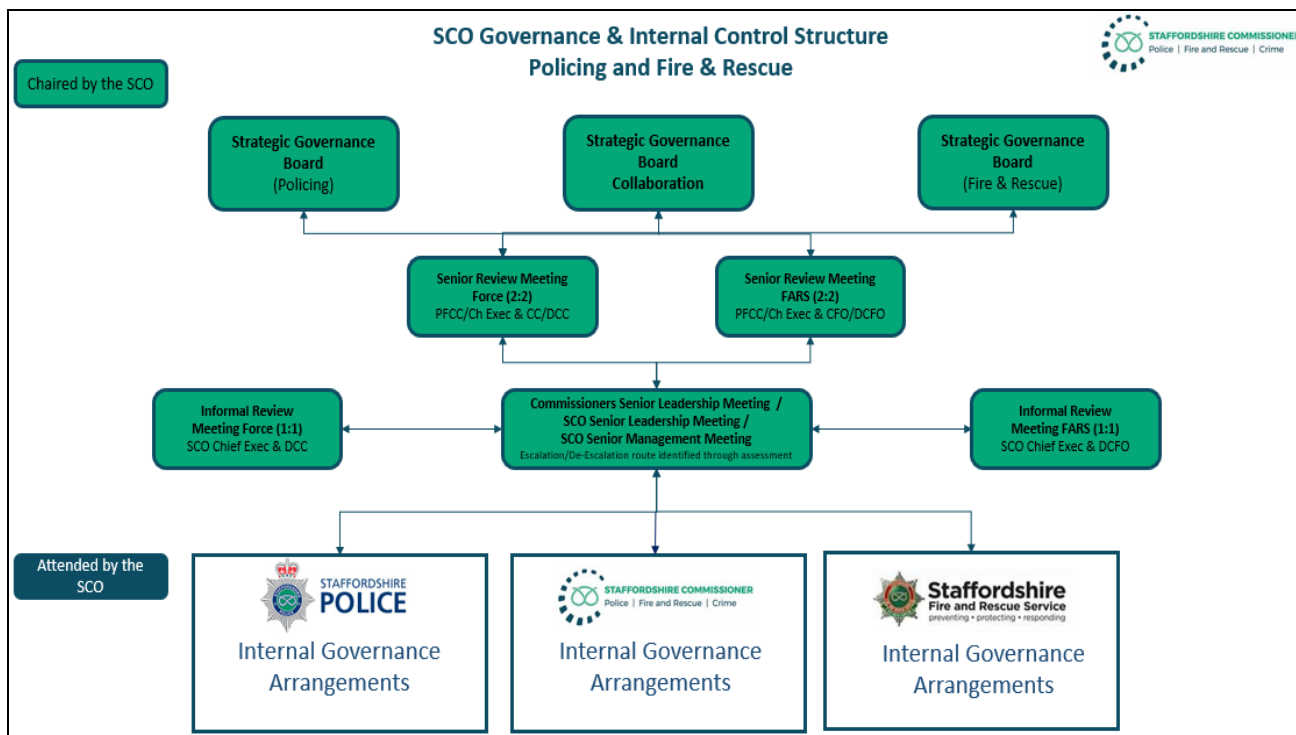 SCO Governance & Internal Control Structure
Policing and Fire & Rescue
STAFFORDSHIRE COMMISSIONER
Police | Fire and Rescue | Crime
Chaired by the SCO
Strategic Governance
Board
(Policing)
Strategic Governance
Board
Collaboration
Strategic Governance
Board
(Fire & Rescue)
Senior Review Meeting
Force (2:2)
PFCC/Ch Exec & CC/DCC
Senior Review Meeting
FARS (2:2)
PFCC/Ch Exec & CFO/DCFO
Informal Review
Meeting Force (1:1)
SCO Chief Exec & DCC
Commissioners Senior Leadership Meeting /
SCO Senior Leadership Meeting /
SCO Senior Management Meeting
Escalation/De-Escalation route identified through assessment
Informal Review
Meeting FARS (1:1)
SCO Chief Exec & DCFO
Attended by the
SCO
STAFFORDSHIRE
POLICE
Internal Governance
Arrangements
STAFFORDSHIRE COMMISSIONER
Police | Fire and Rescue | Crime
Internal Governance
Arrangements
Staffordshire
Fire and Rescue Service
preventing • protecting • responding
Internal Governance
Arrangements